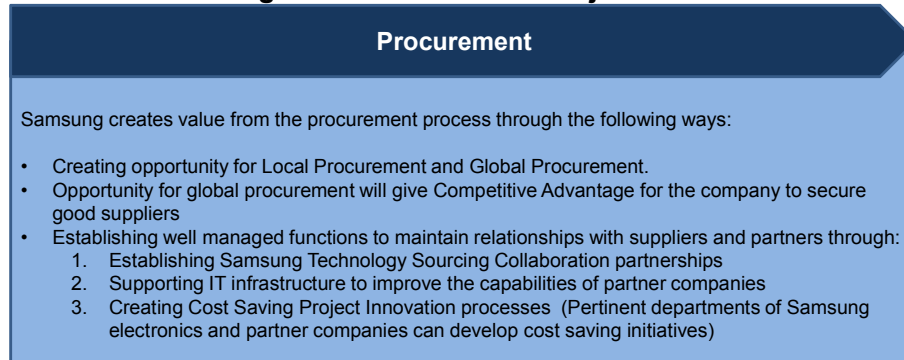 Procurement
Samsung creates value from the procurement process through the following ways:
• Creating opportunity for Local Procurement and Global Procurement.
• Opportunity for global procurement will give Competitive Advantage for the company to secure
good suppliers
• Establishing well managed functions to maintain relationships with suppliers and partners through:
1. Establishing Samsung Technology Sourcing Collaboration partnerships
2. Supporting IT infrastructure to improve the capabilities of partner companies
3. Creating Cost Saving Project Innovation processes (Pertinent departments of Samsung
electronics and partner companies can develop cost saving initiatives)